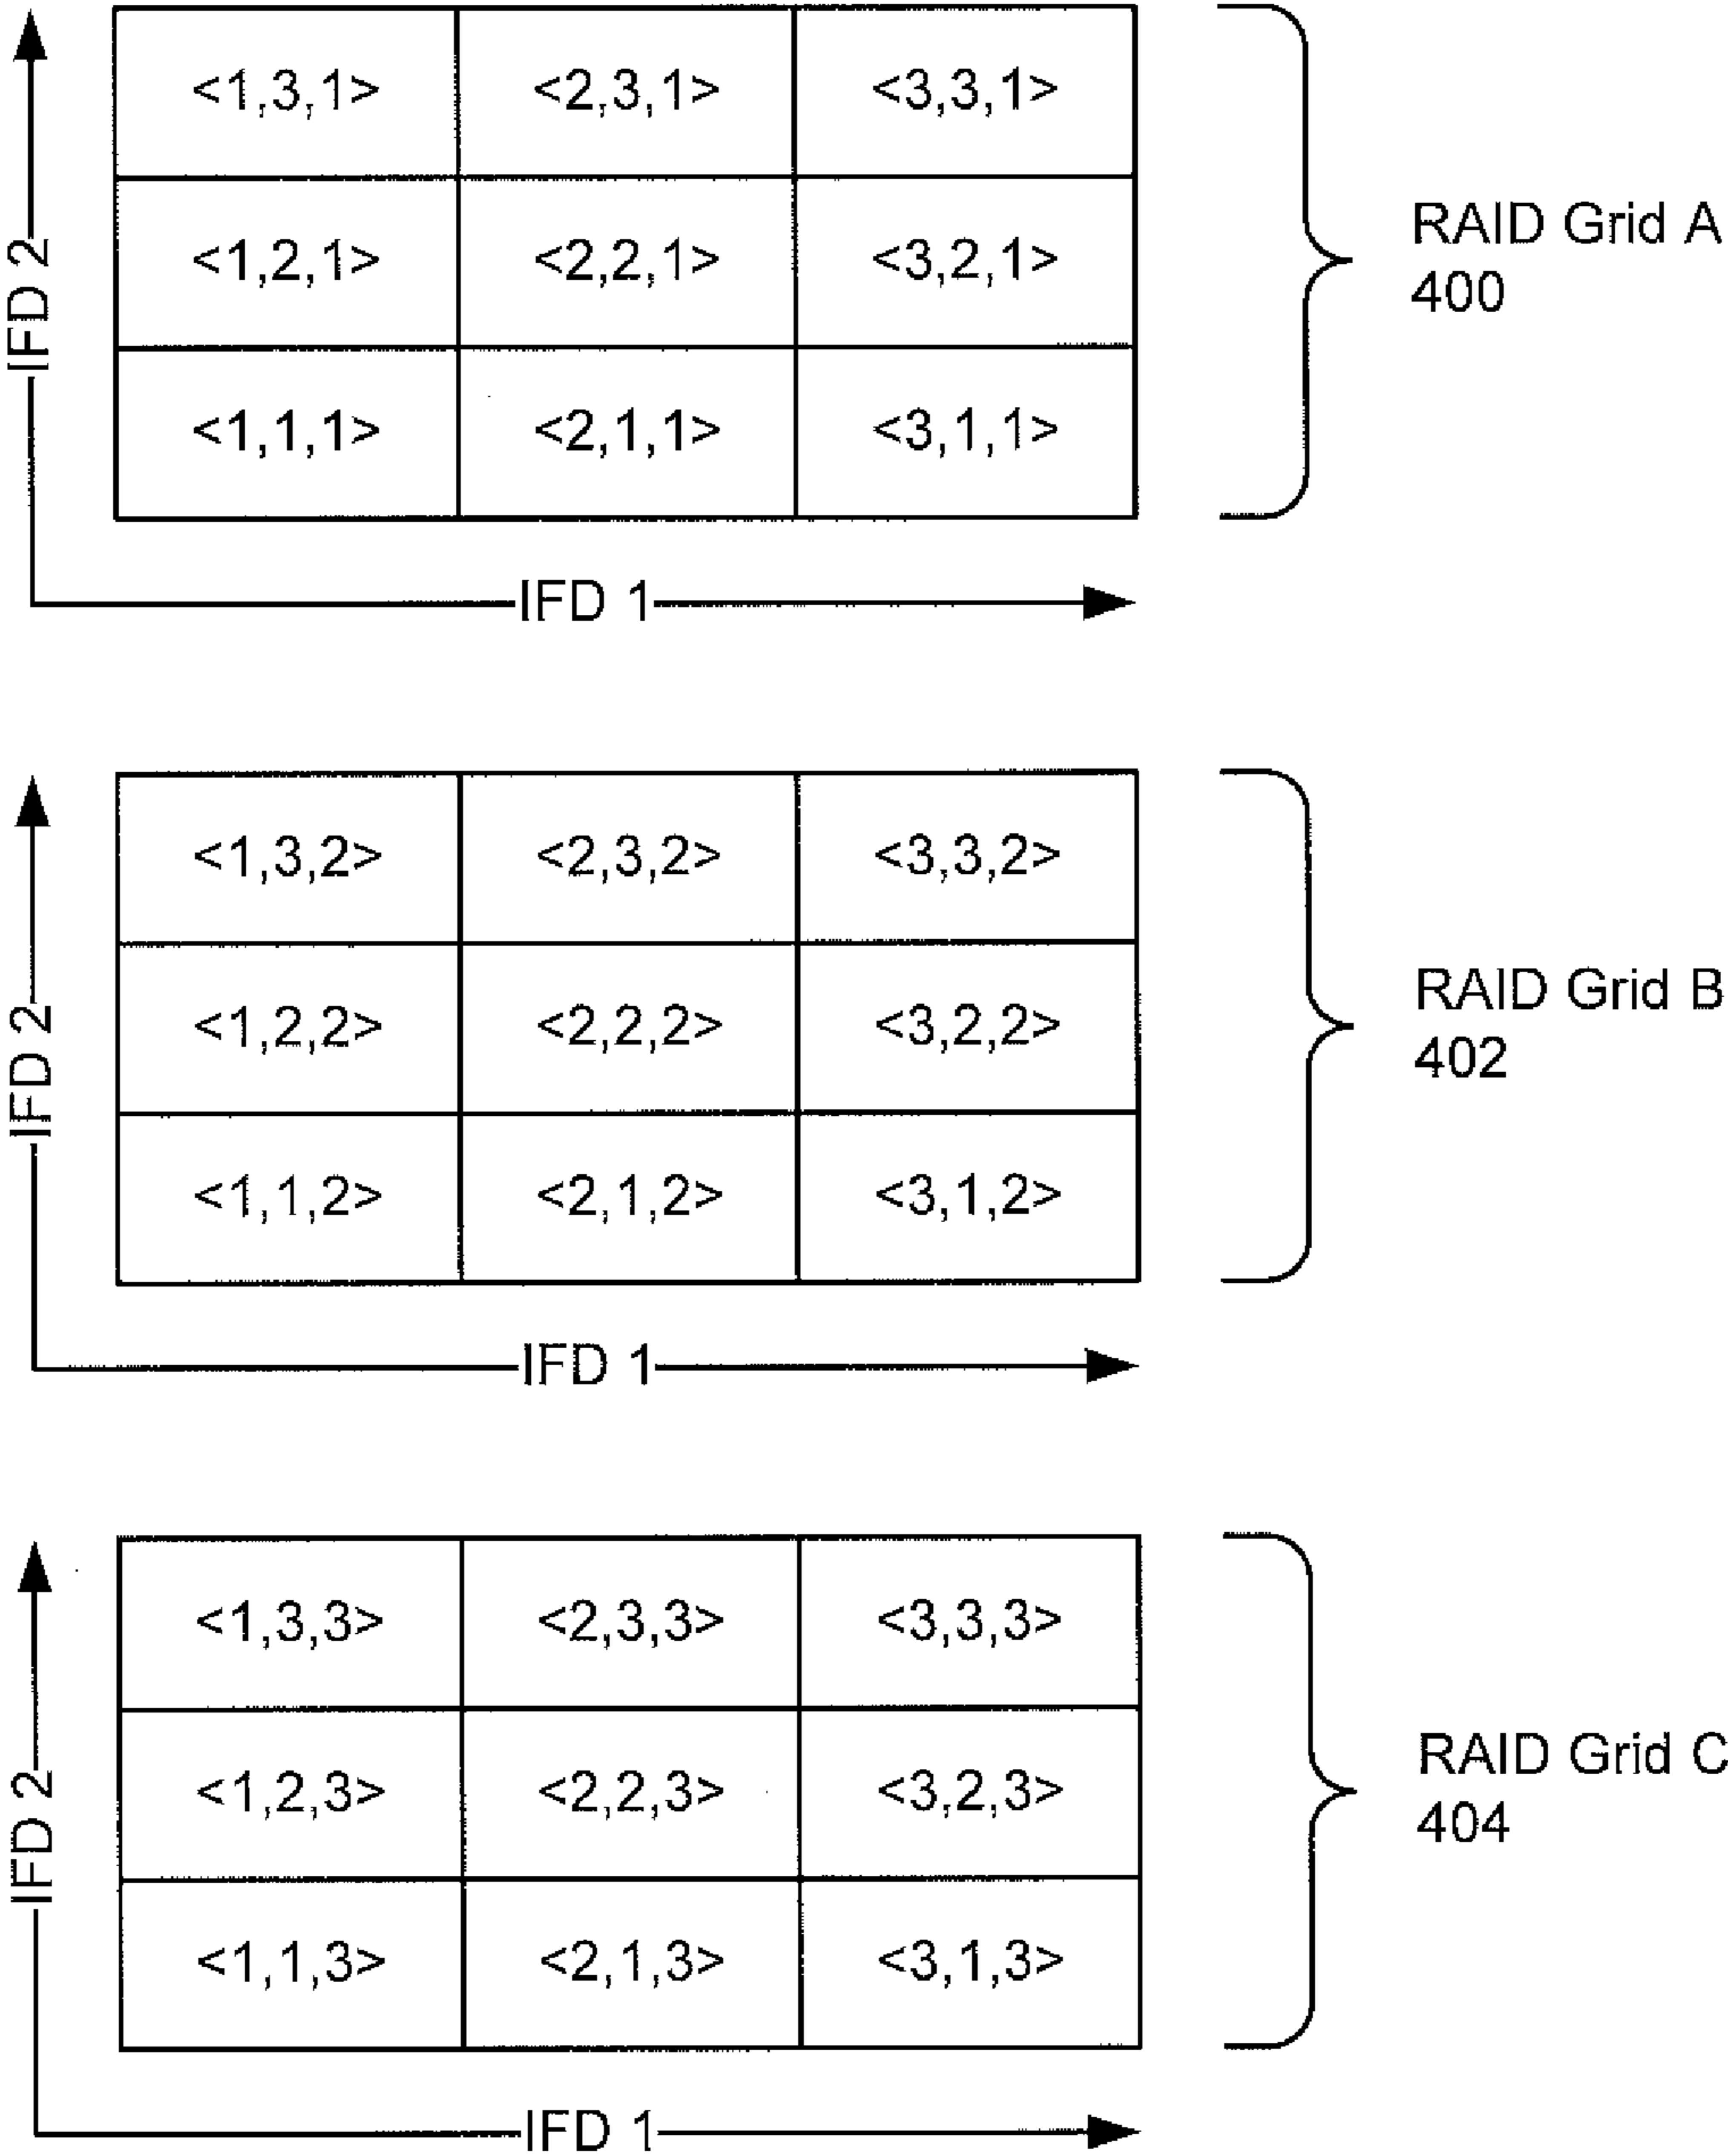 <1,3,1> <2,3,1> <3,3,1>
<1,2,1> <2,2,1> <3,2,1>
<1,1,1> <2,1,1> <3,1,1>
IFD 2
IFD 1
RAID Grid A
400
<1,3,2> <2,3,2> <3,3,2>
<1,2,2> <2,2,2> <3,2,2>
<1,1,2> <2,1,2> <3,1,2>
IFD 2
IFD 1
RAID Grid B
402
<1,3,3> <2,3,3> <3,3,3>
<1,2,3> <2,2,3> <3,2,3>
<1,1,3> <2,1,3> <3,1,3>
IFD 2
IFD 1
RAID Grid C
404